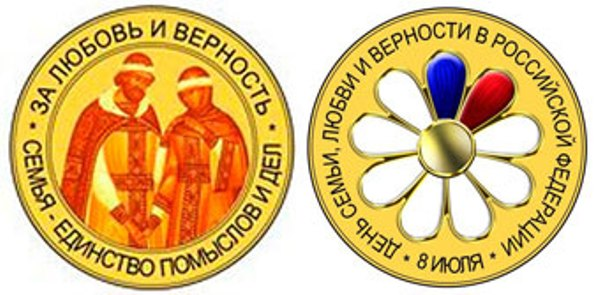 * ЗА ЛЮБОВЬ И ВЕРНОСТЬ *
СЕМЬЯ - ЕДИНСТВО ПОМЫСЛОВ И ДЕЛ
ДЕНЬ СЕМЬИ, ЛЮБВИ И ВЕРНОСТИ В РОССИЙСКОЙ ФЕДЕРАЦИИ
* 8 ИЮЛЯ *